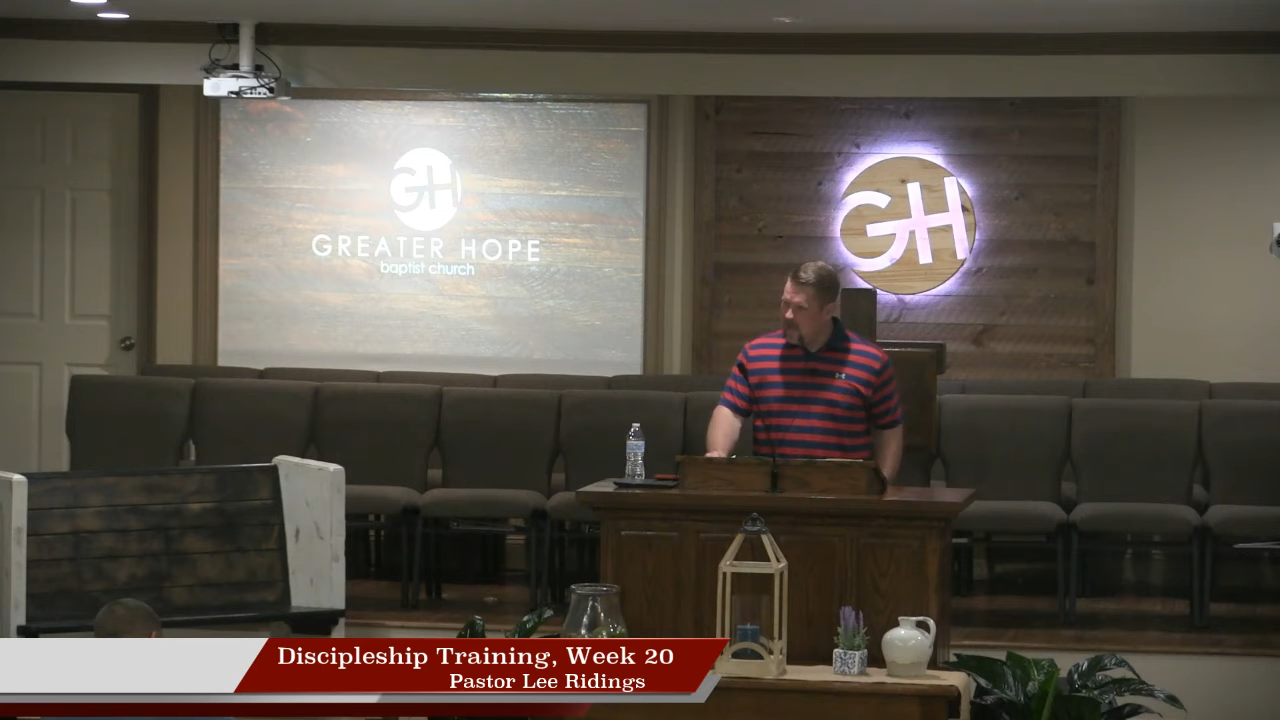 GH
GREATER HOPE
baptist church
GH
Discipleship Training, Week 20
Pastor Lee Ridings